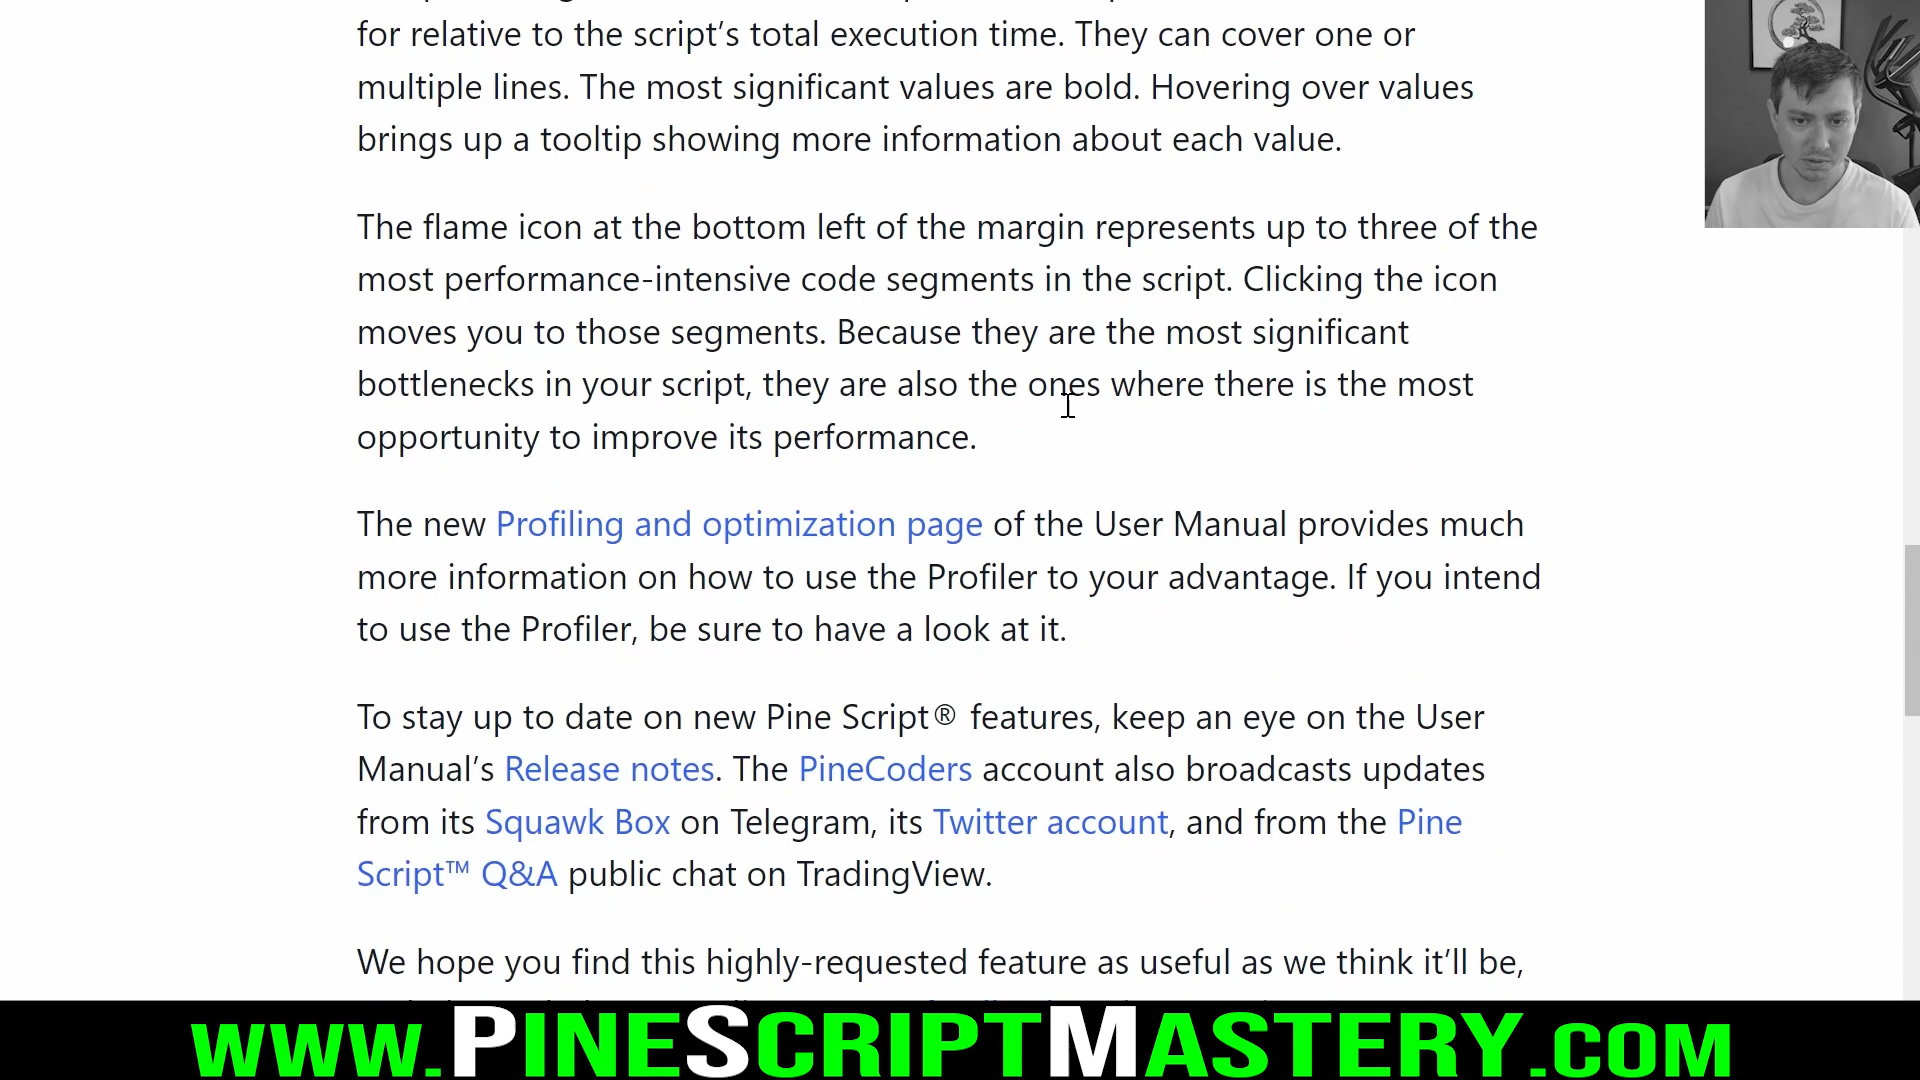 for relative to the script’s total execution time. They can cover one or
multiple lines. The most significant values are bold. Hovering over values
brings up a tooltip showing more information about each value.
The flame icon at the bottom left of the margin represents up to three of the
most performance-intensive code segments in the script. Clicking the icon
moves you to those segments. Because they are the most significant
bottlenecks in your script, they are also the ones where there is the most
opportunity to improve its performance.
The new Profiling and optimization page of the User Manual provides much
more information on how to use the Profiler to your advantage. If you intend
to use the Profiler, be sure to have a look at it.
To stay up to date on new Pine Script® features, keep an eye on the User
Manual’s Release notes. The PineCoders account also broadcasts updates
from its Squawk Box on Telegram, its Twitter account, and from the Pine
Script™ Q&A public chat on TradingView.
We hope you find this highly-requested feature as useful as we think it’ll be,
www.PineScriptMastery.com